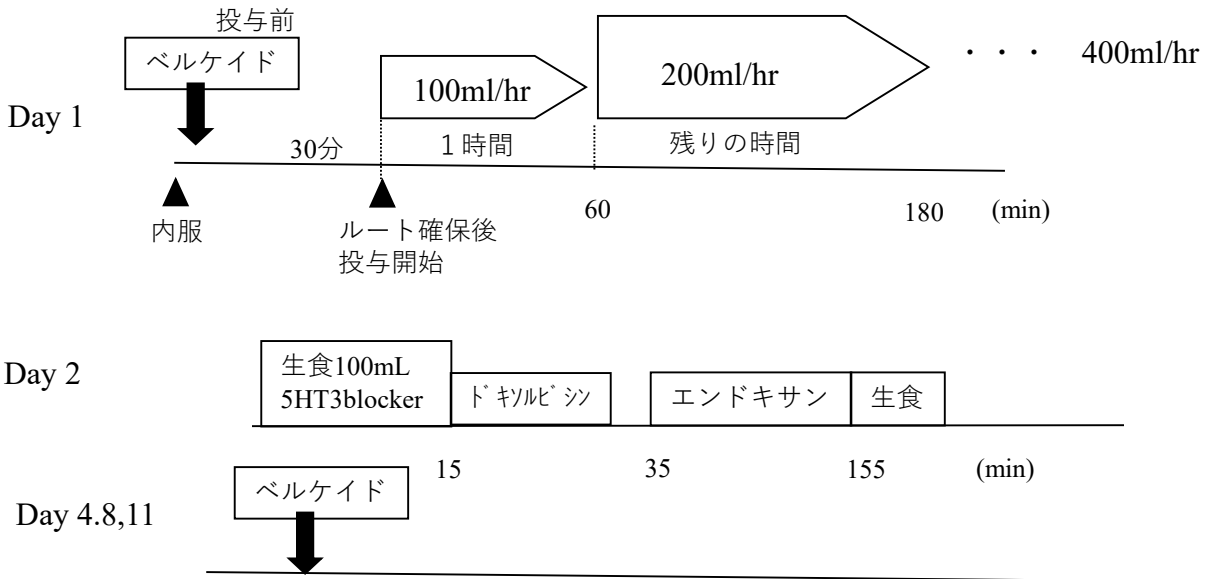 投与前
ベルケイド
Day 1
100ml/hr
200ml/hr
・・・ 400ml/hr
30分
１時間
残りの時間
内服
ルート確保後
投与開始
60
180
(min)
Day 2
生食100mL
5HT3blocker
ﾄﾞｷｿﾙﾋﾞｼﾝ
エンドキサン
生食
15
35
155
(min)
Day 4.8,11
ベルケイド